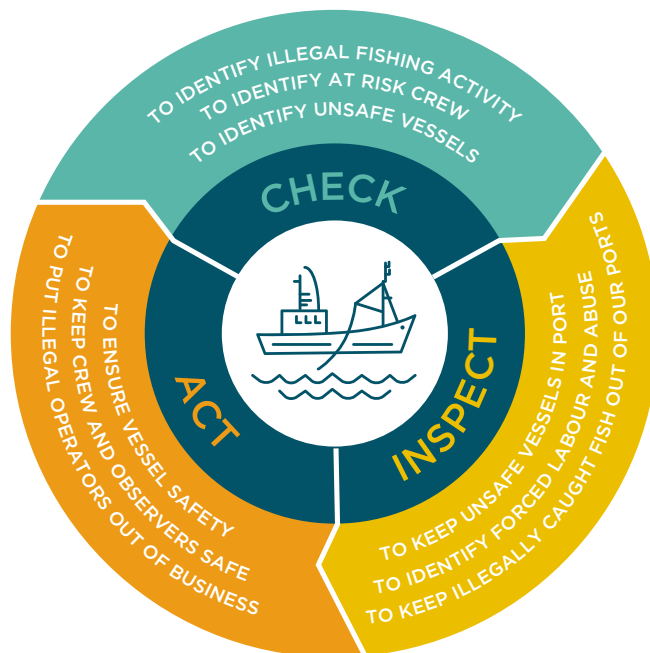 TO IDENTIFY ILLEGAL FISHING ACTIVITY
TO IDENTIFY AT RISK CREW
TO IDENTIFY UNSAFE VESSELS
CHECK
INSPECT
TO KEEP UNSAFE VESSELS IN PORT
TO IDENTIFY FORCED LABOUR AND ABUSE
TO KEEP ILLEGALLY CAUGHT FISH OUT OF OUR PORTS
ACT
TO ENSURE VESSEL SAFETY
TO KEEP CREW AND OBSERVERS SAFE
TO PUT ILLEGAL OPERATORS OUT OF BUSINESS